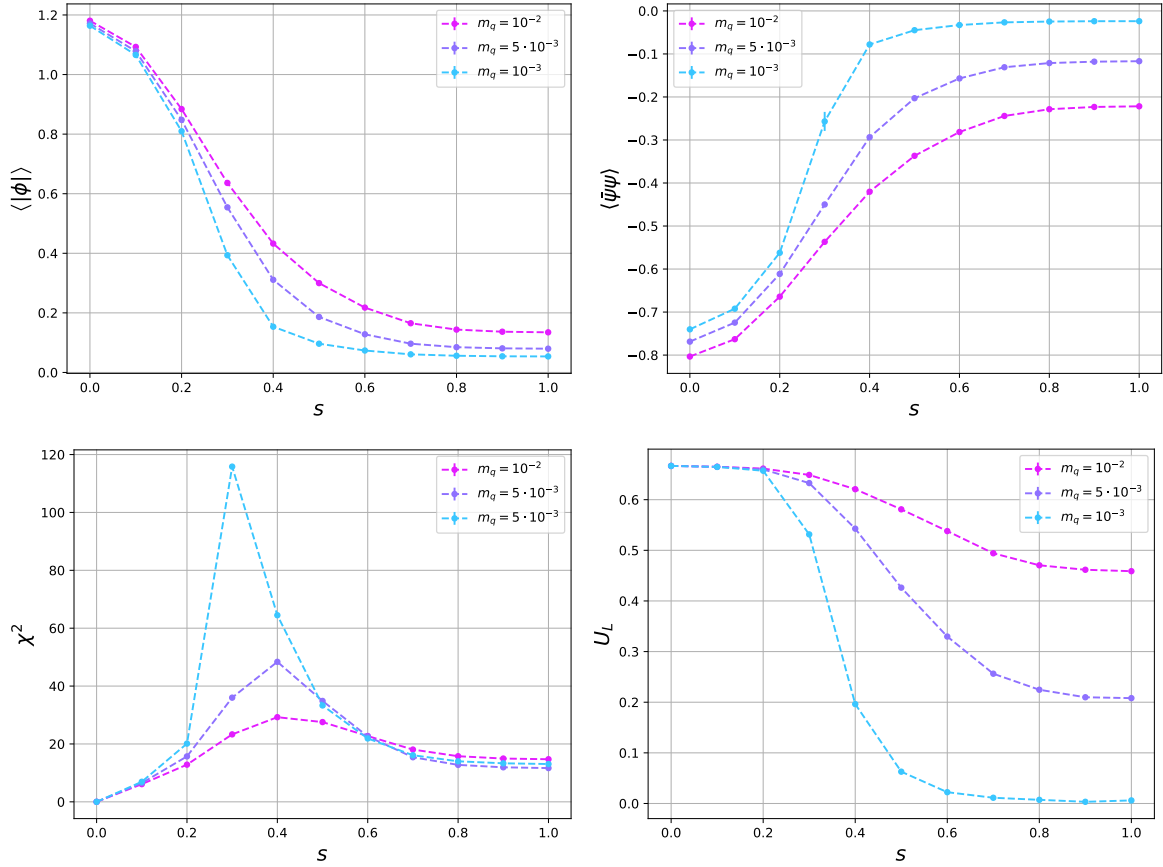 1.2
1.0
0.8
0.6
0.4
0.2
0.0
⟨|ϕ|⟩
m_q = 10^{-2}
m_q = 5 · 10^{-3}
m_q = 10^{-3}
0.0 0.2 0.4 0.6 0.8 1.0
s
0.0
−0.1
−0.2
−0.3
−0.4
−0.5
−0.6
−0.7
−0.8
⟨ψ̄ψ⟩
m_q = 10^{-2}
m_q = 5 · 10^{-3}
m_q = 10^{-3}
0.0 0.2 0.4 0.6 0.8 1.0
s
120
100
80
60
40
20
0
χ^2
m_q = 10^{-2}
m_q = 5 · 10^{-3}
m_q = 5 · 10^{-3}
0.0 0.2 0.4 0.6 0.8 1.0
s
0.6
0.5
0.4
0.3
0.2
0.1
0.0
U_L
m_q = 10^{-2}
m_q = 5 · 10^{-3}
m_q = 10^{-3}
0.0 0.2 0.4 0.6 0.8 1.0
s